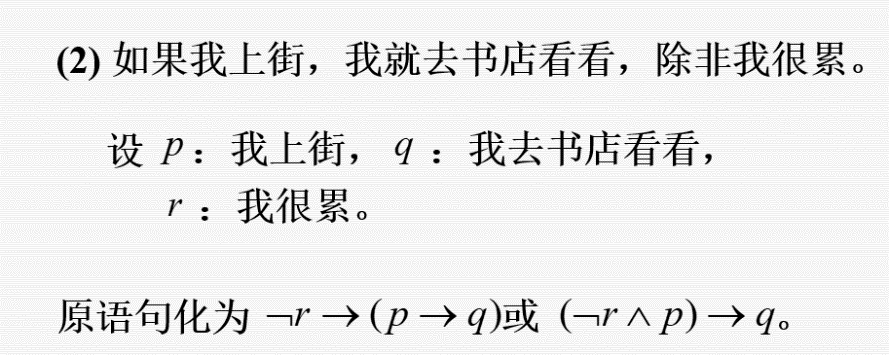 (2) 如果我上街，我就去书店看看，除非我很累。
设 p：我上街， q ：我去书店看看，
r ：我很累。
原语句化为 ¬r → (p → q)或 (¬r ∧ p) → q。